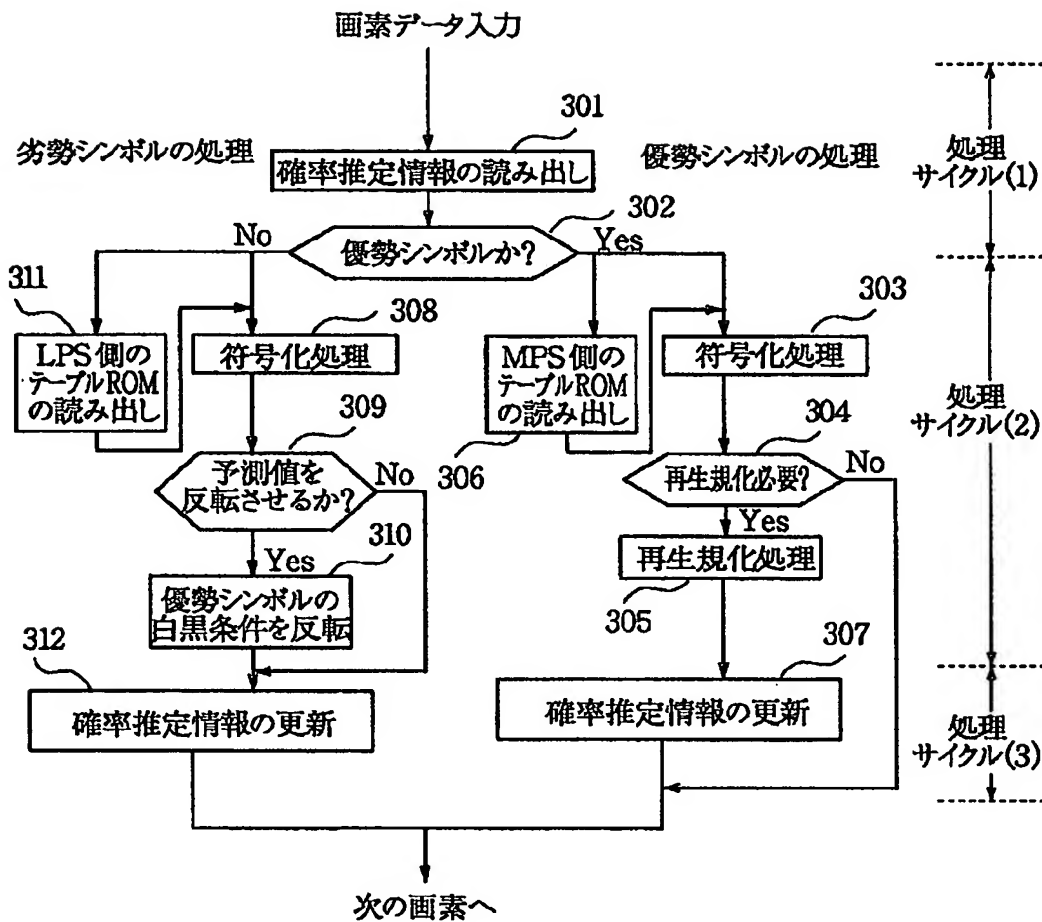 画素データ入力
301
劣勢シンボルの処理
優勢シンボルの処理
確率推定情報の読み出し
処理
サイクル(1)
302
No
優勢シンボルか?
Yes
311
308
303
LPS側の
テーブルROM
の読み出し
符号化処理
MPS側の
テーブルROM
の読み出し
符号化処理
処理
サイクル(2)
309
304
306
予測値を
反転させるか?
No
再生規化必要?
No
Yes
310
Yes
優勢シンボルの
白黒条件を反転
再生規化処理
305
312
307
確率推定情報の更新
確率推定情報の更新
処理
サイクル(3)
次の画素へ